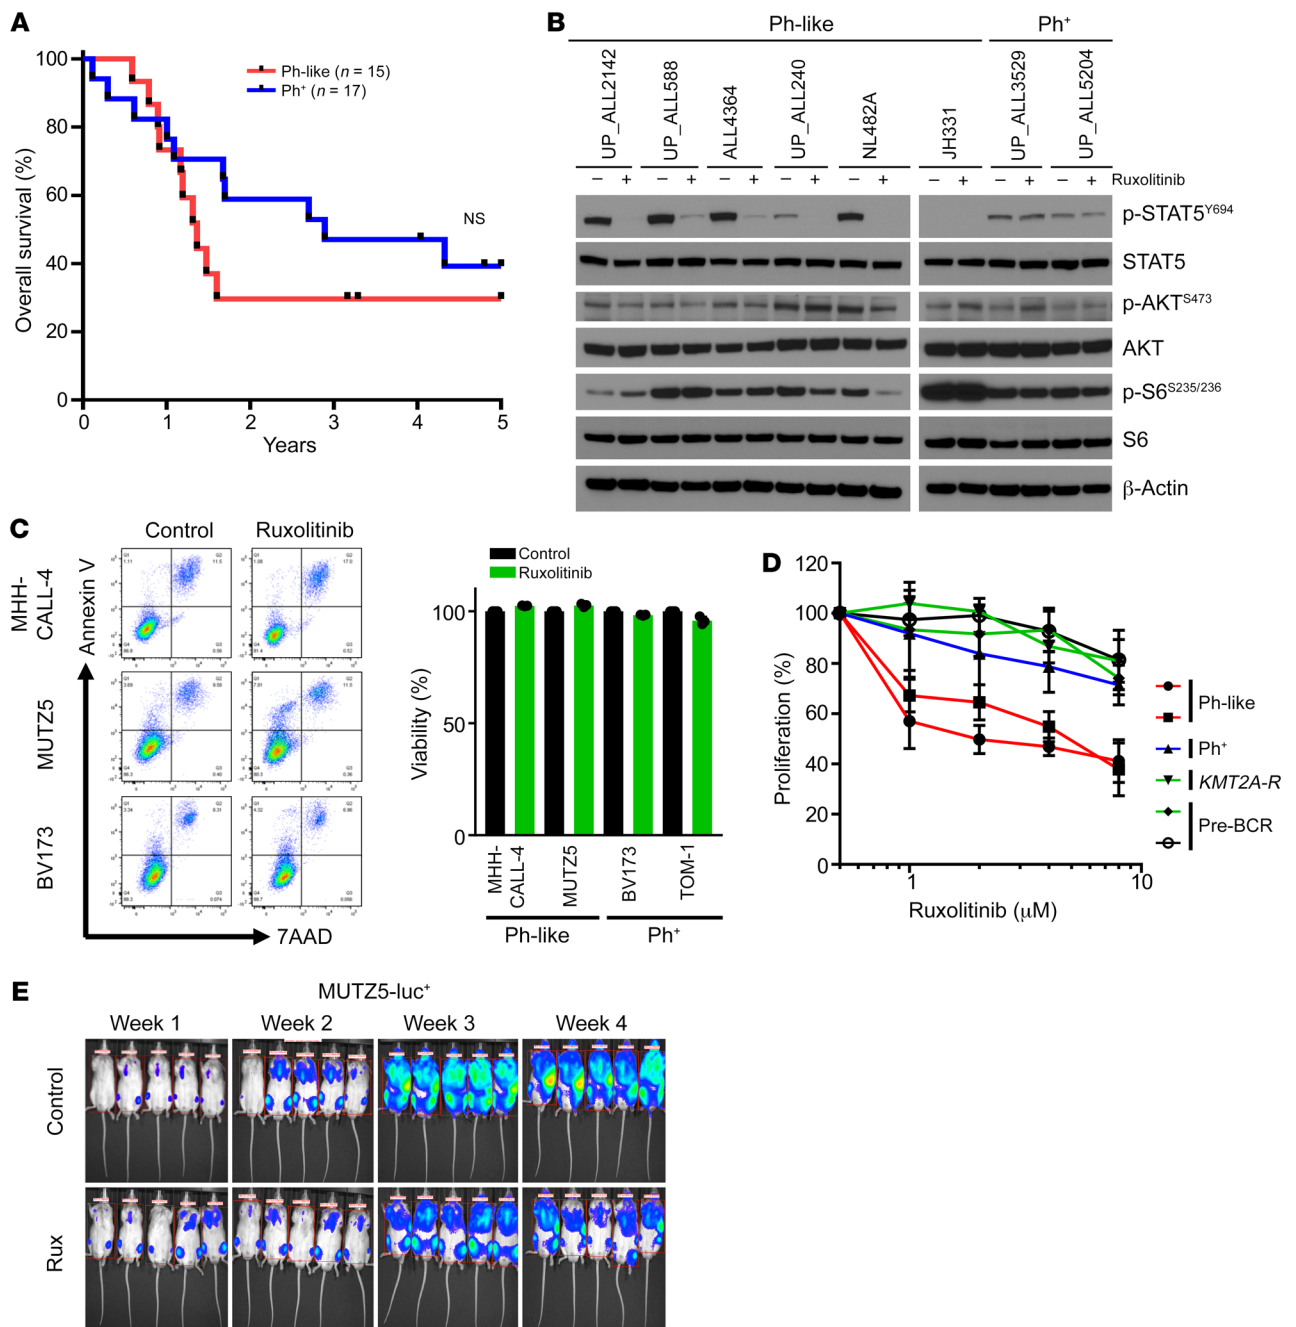 A
Overall survival (%)
100
80
60
40
20
0
0 1 2 3 4 5
Years
Ph-like (n = 15)
Ph+ (n = 17)
NS
B
Ph-like Ph+
UP_ALL2142 UP_ALL588 ALL4364 UP_ALL240 NL482A JH331 UP_ALL3529 UP_ALL5204
– + – + – + – + – + – + – + – + Ruxolitinib
p-STAT5Y694
STAT5
p-AKTS473
AKT
p-S6S235/236
S6
β-Actin
C
Control Ruxolitinib
Annexin V
MHH-
CALL-4
MUTZ5
BV173
7AAD
Control
Ruxolitinib
Viability (%)
100
50
0
MHH-
CALL-4
MUTZ5
BV173
TOM-1
Ph-like Ph+
D
Proliferation (%)
120
100
80
60
40
20
0
1 10
Ruxolitinib (μM)
Ph-like
Ph+
KMT2A-R
Pre-BCR
E
MUTZ5-luc+
Week 1 Week 2 Week 3 Week 4
Control
Rux